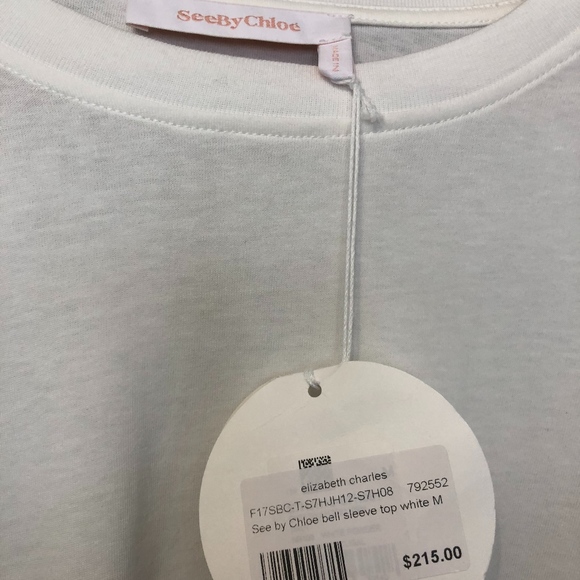 SeeByChloe
elizabeth charles
F17SBC-T-S7HJH12-S7H08 792552
See by Chloe bell sleeve top white M
$215.00